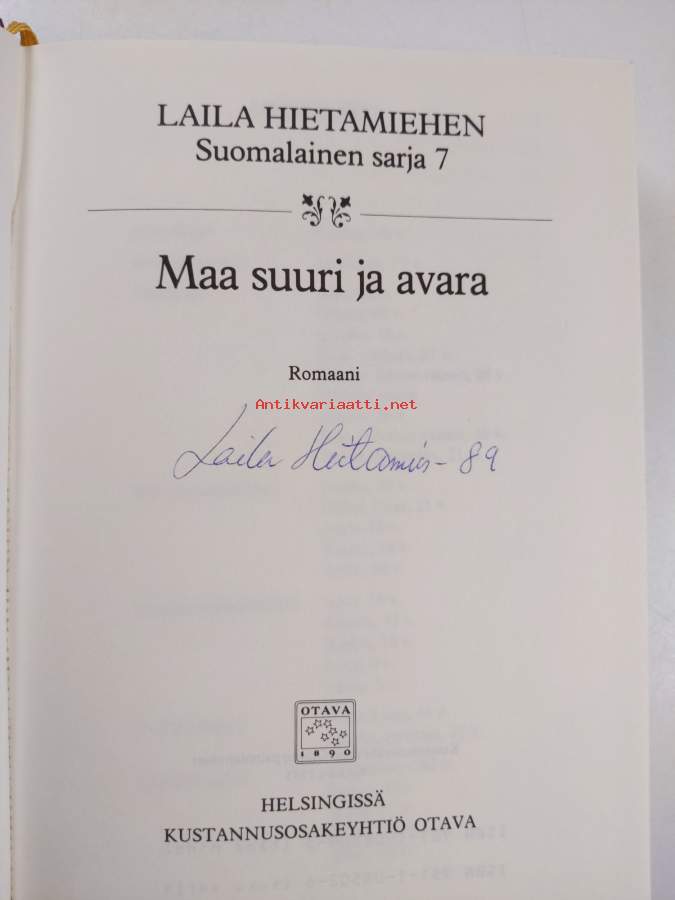 LAILA HIETAMIEHEN
Suomalainen sarja 7
Maa suuri ja avara
Romaani
Antikvariaatti.net
Laila Hietamies - 89
OTAVA
1890
HELSINGISSÄ
KUSTANNUSOSAKEYHTIÖ OTAVA